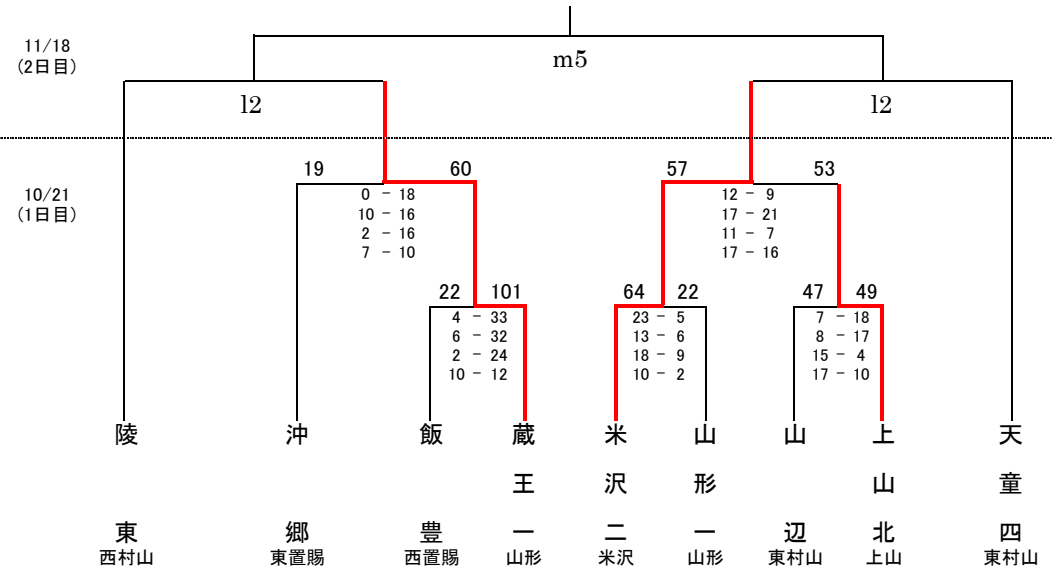 11/18
(2日目)
m5
l2
l2
10/21
(1日目)
19 60
0 - 18
10 - 16
2 - 16
7 - 10
57 53
12 - 9
17 - 21
11 - 7
17 - 16
22 101
4 - 33
6 - 32
2 - 24
10 - 12
64 22
23 - 5
13 - 6
18 - 9
10 - 2
47 49
7 - 18
8 - 17
15 - 4
17 - 10
陵東
西村山
沖郷
東置賜
飯豊
西置賜
蔵王一
山形
米沢二
米沢
山形一
山形
山辺
東村山
上山北
上山
天童四
東村山